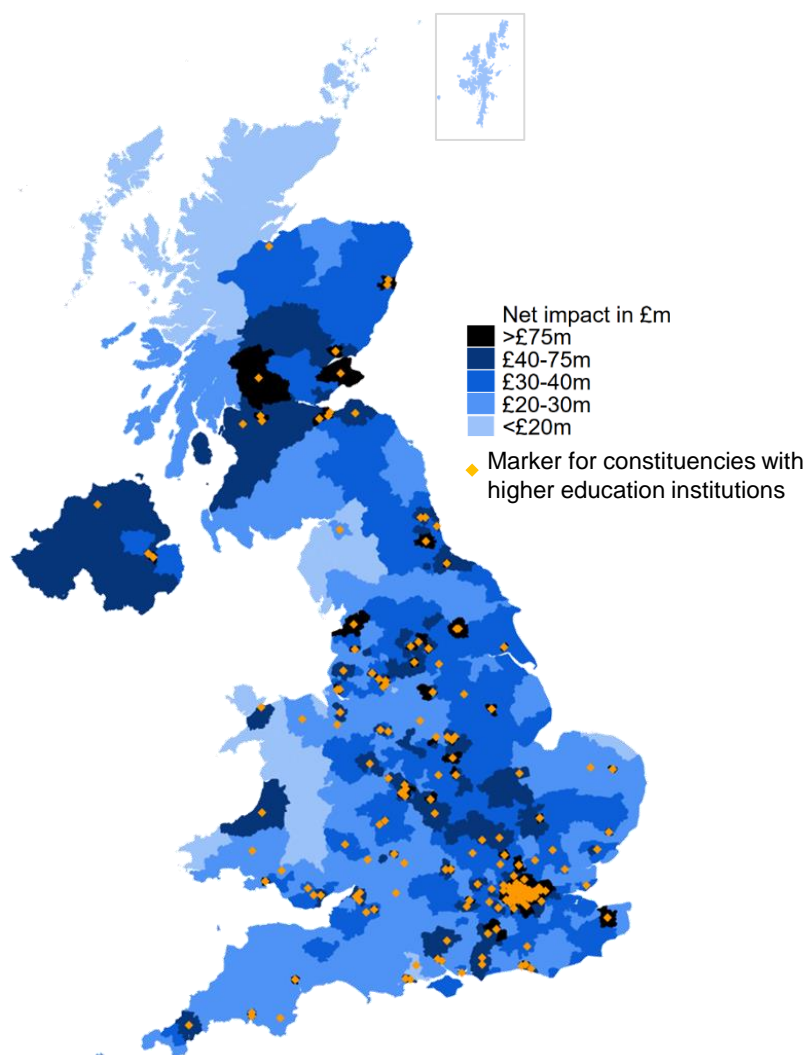 Net impact in £m
>£75m
£40-75m
£30-40m
£20-30m
<£20m
Marker for constituencies with
higher education institutions